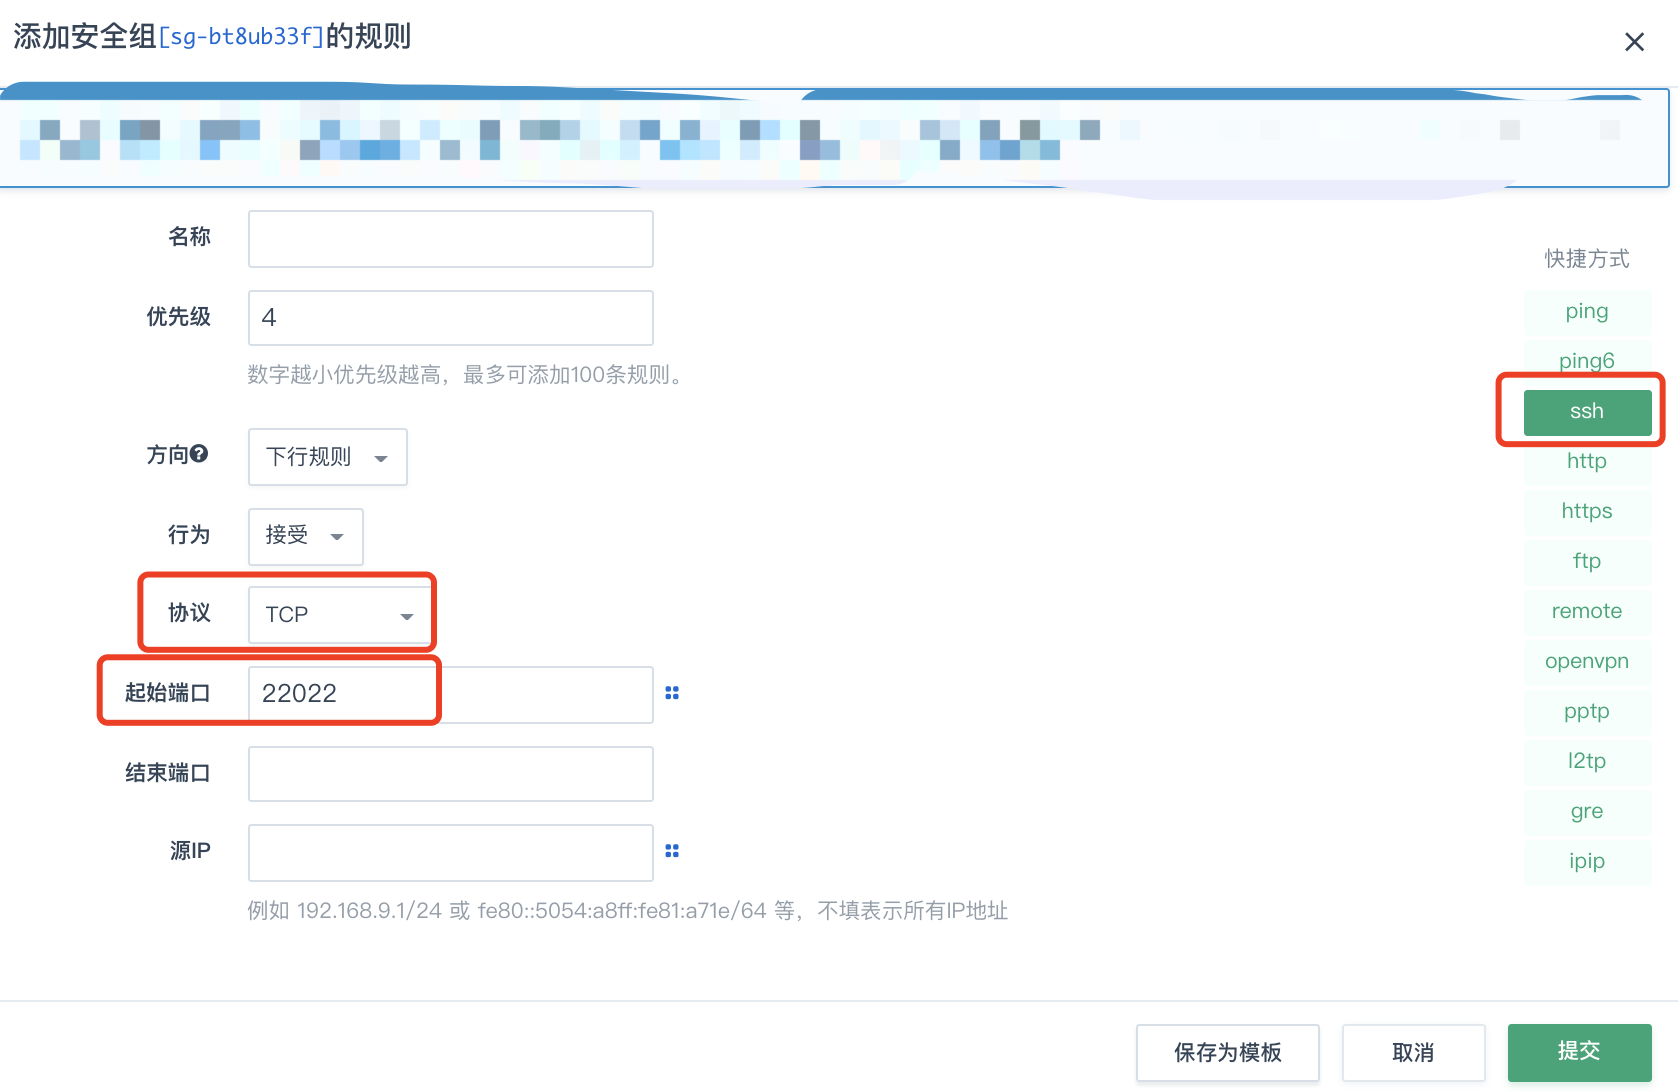 添加安全组[sg-bt8ub33f]的规则
名称
优先级 4
数字越小优先级越高，最多可添加100条规则。
方向 下行规则
行为 接受
协议 TCP
起始端口 22022
结束端口
源IP
例如 192.168.9.1/24 或 fe80::5054:a8ff:fe81:a71e/64 等，不填表示所有IP地址
快捷方式
ping
ping6
ssh
http
https
ftp
remote
openvpn
pptp
l2tp
gre
ipip
保存为模板 取消 提交